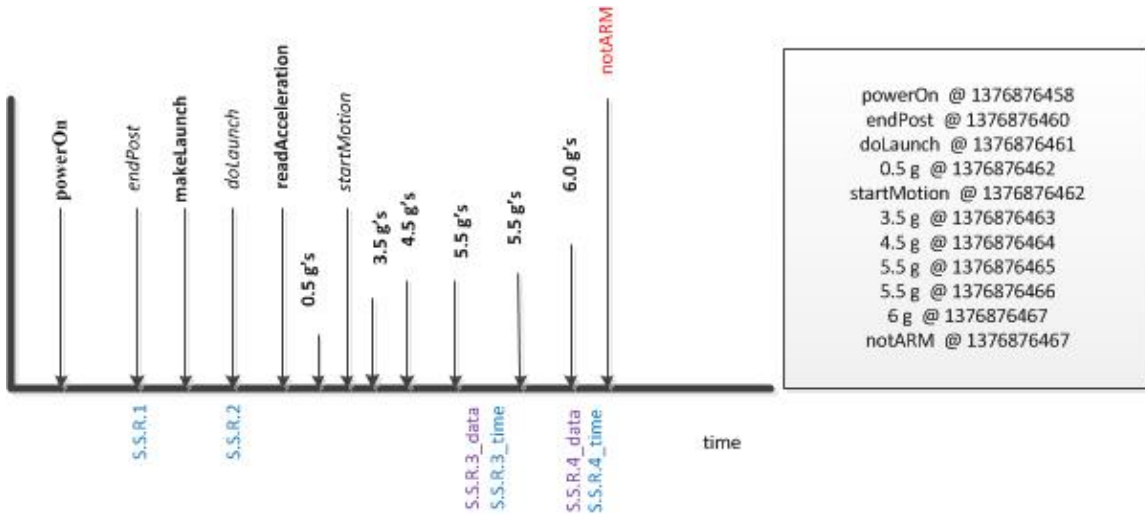 powerOn
endPost
makeLaunch
doLaunch
readAcceleration
0.5 g's
startMotion
3.5 g's
4.5 g's
5.5 g's
5.5 g's
6.0 g's
notARM
S.S.R.1
S.S.R.2
S.S.R.3_data
S.S.R.3_time
S.S.R.4_data
S.S.R.4_time
time
powerOn @ 1376876458
endPost @ 1376876460
doLaunch @ 1376876461
0.5 g @ 1376876462
startMotion @ 1376876462
3.5 g @ 1376876463
4.5 g @ 1376876464
5.5 g @ 1376876465
5.5 g @ 1376876466
6 g @ 1376876467
notARM @ 1376876467